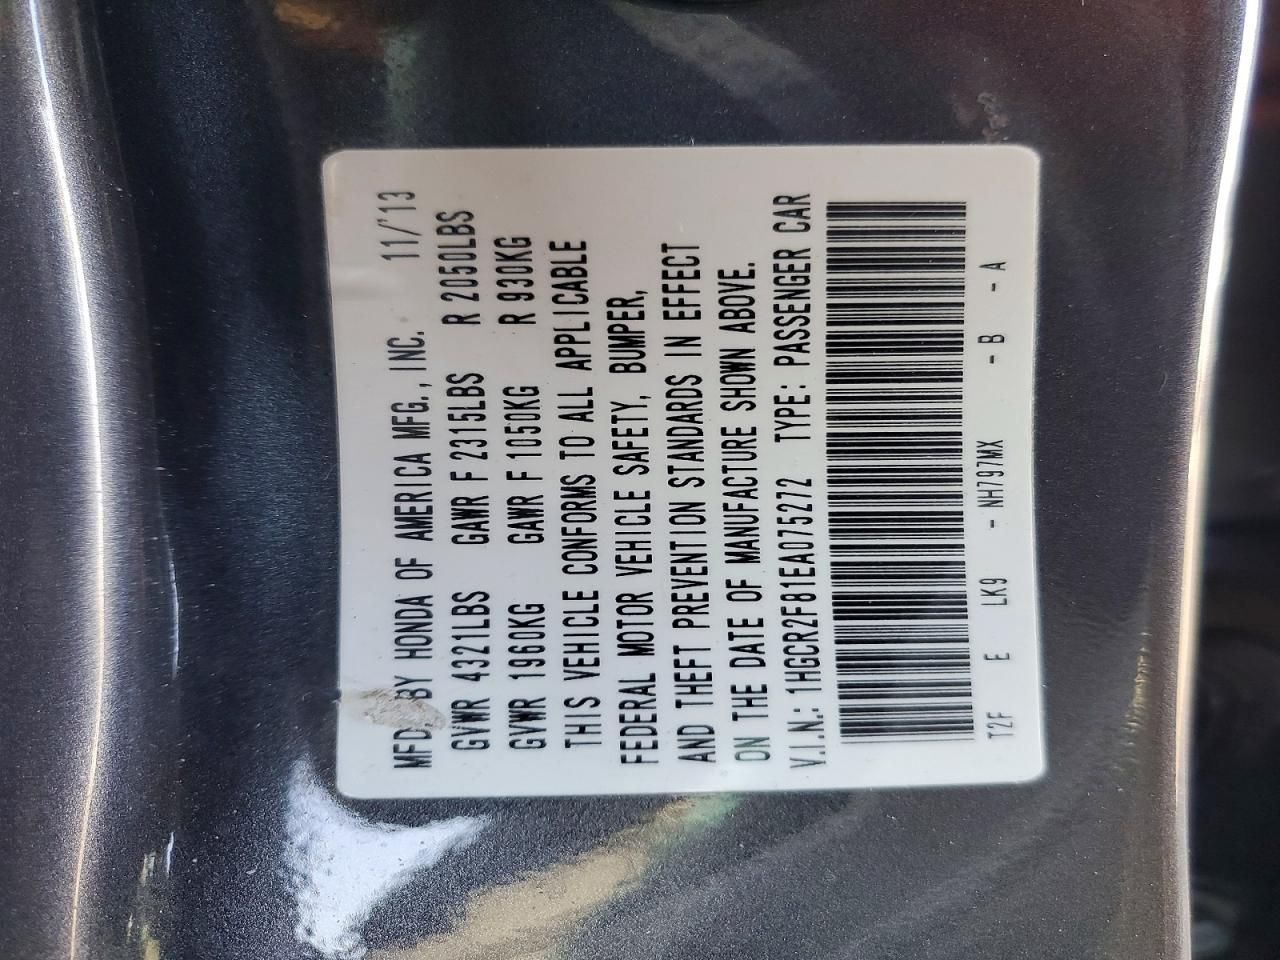 MFD. BY HONDA OF AMERICA MFG., INC. 11/'13
GVWR 4321LBS GAWR F 2315LBS R 2050LBS
GVWR 1960KG GAWR F 1050KG R 930KG
THIS VEHICLE CONFORMS TO ALL APPLICABLE
FEDERAL MOTOR VEHICLE SAFETY, BUMPER,
AND THEFT PREVENTION STANDARDS IN EFFECT
ON THE DATE OF MANUFACTURE SHOWN ABOVE.
V.I.N.: 1HGCR2F81EA075272 TYPE: PASSENGER CAR
T2F E LK9 - NH797MX - B - A